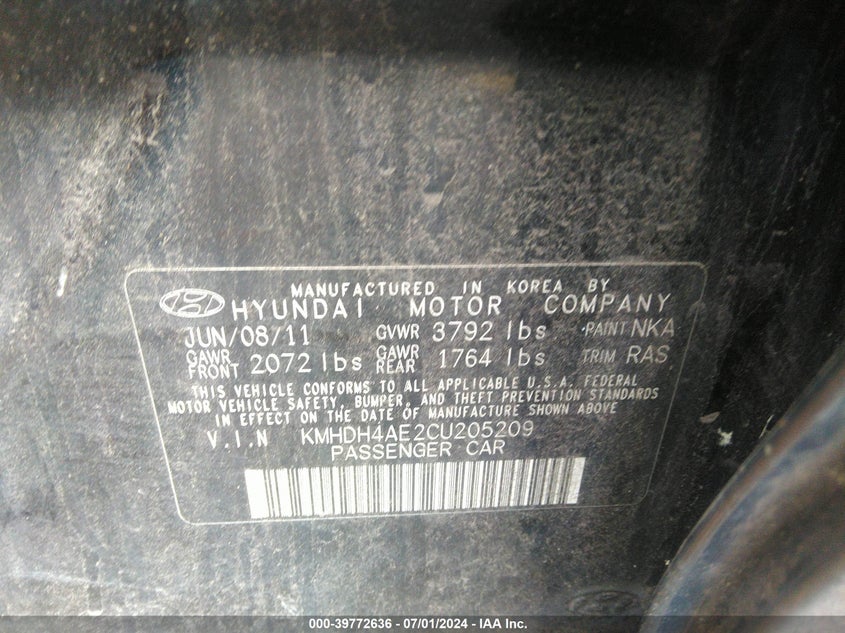 MANUFACTURED IN KOREA BY
HYUNDAI MOTOR COMPANY
JUN/08/11 GVWR 3792 lbs PAINT NKA
GAWR FRONT 2072 lbs GAWR REAR 1764 lbs TRIM RAS
THIS VEHICLE CONFORMS TO ALL APPLICABLE U.S.A. FEDERAL
MOTOR VEHICLE SAFETY, BUMPER, AND THEFT PREVENTION STANDARDS
IN EFFECT ON THE DATE OF MANUFACTURE SHOWN ABOVE
V.I.N KMHDH4AE2CU205209
PASSENGER CAR
000-39772636 - 07/01/2024 - IAA Inc.